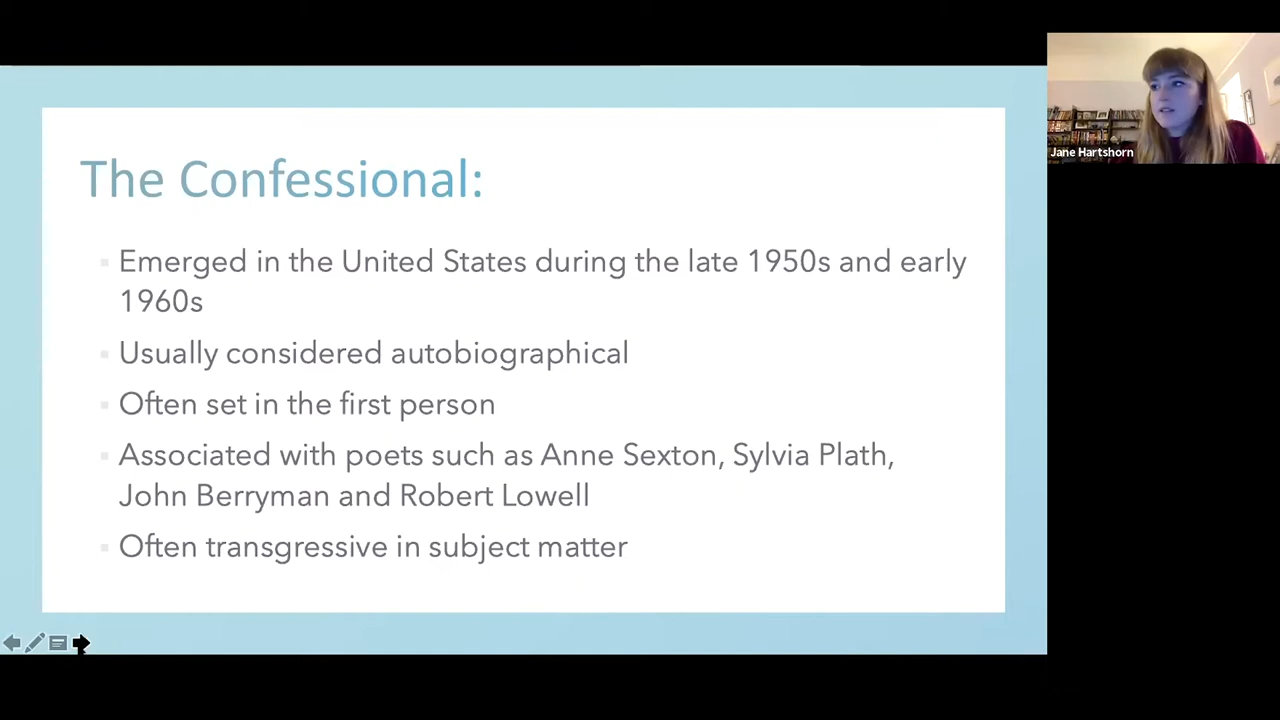 The Confessional:
Emerged in the United States during the late 1950s and early
1960s
Usually considered autobiographical
Often set in the first person
Associated with poets such as Anne Sexton, Sylvia Plath,
John Berryman and Robert Lowell
Often transgressive in subject matter
Jane Hartshorn